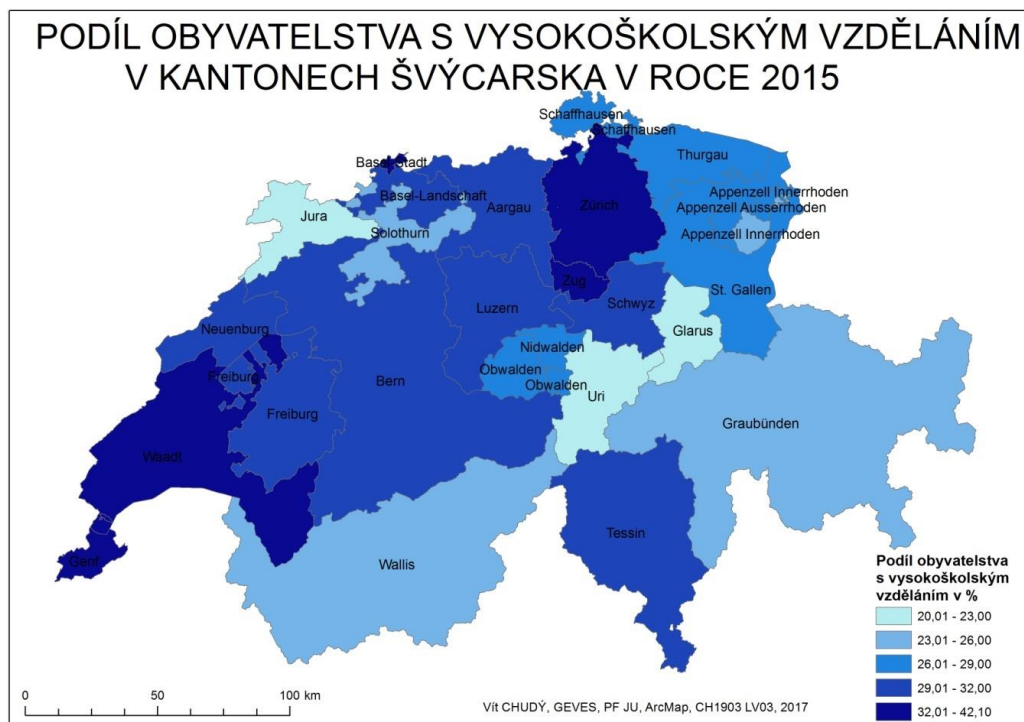 PODÍL OBYVATELSTVA S VYSOKOŠKOLSKÝM VZDĚLÁNÍM
V KANTONECH ŠVÝCARSKA V ROCE 2015
Schaffhausen
Schaffhausen
Thurgau
Basel-Stadt
Basel-Landschaft
Aargau
Zürich
Appenzell Innerrhoden
Appenzell Ausserrhoden
Appenzell Innerrhoden
Jura
Solothurn
Zug
St. Gallen
Luzern
Schwyz
Neuenburg
Glarus
Nidwalden
Obwalden
Obwalden
Freiburg
Bern
Uri
Freiburg
Graubünden
Waadt
Tessin
Genf
Wallis
Podíl obyvatelstva
s vysokoškolským
vzděláním v %
20,01 - 23,00
23,01 - 26,00
26,01 - 29,00
29,01 - 32,00
32,01 - 42,10
0 50 100 km
Vít CHUDÝ, GEVES, PF JU, ArcMap, CH1903 LV03, 2017